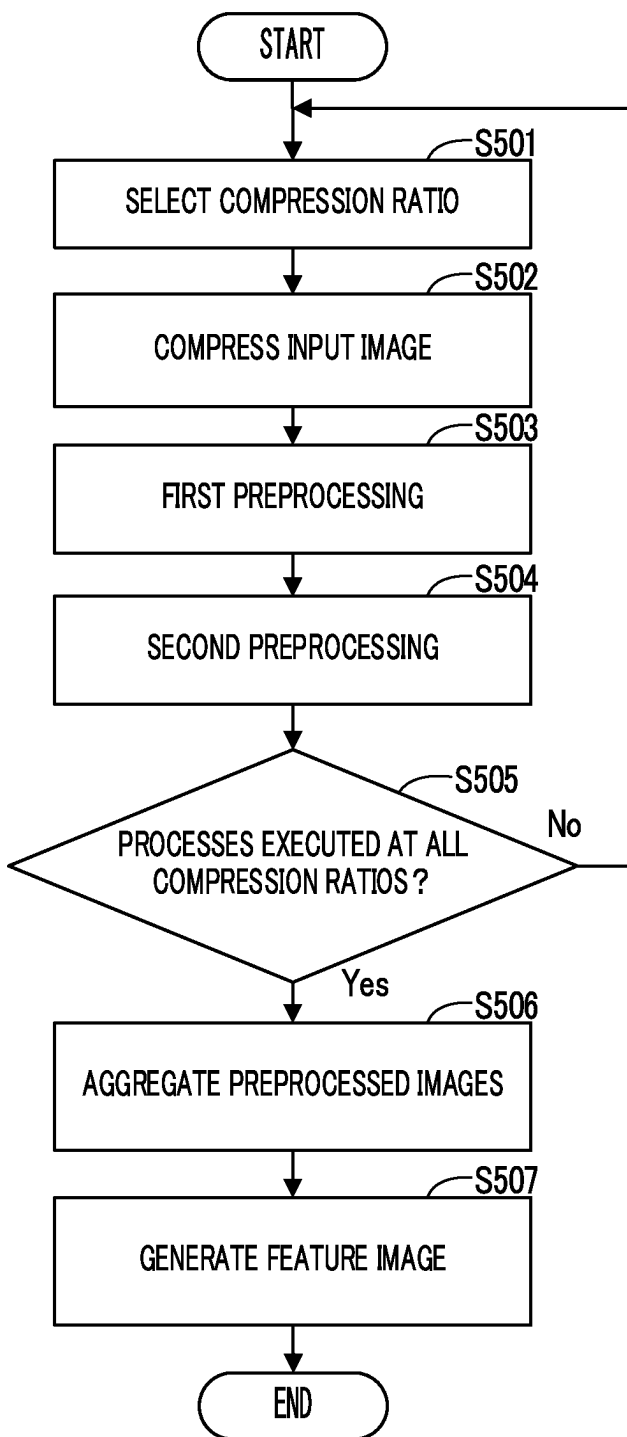 START
S501
SELECT COMPRESSION RATIO
S502
COMPRESS INPUT IMAGE
S503
FIRST PREPROCESSING
S504
SECOND PREPROCESSING
S505
PROCESSES EXECUTED AT ALL
COMPRESSION RATIOS?
No
Yes
S506
AGGREGATE PREPROCESSED IMAGES
S507
GENERATE FEATURE IMAGE
END